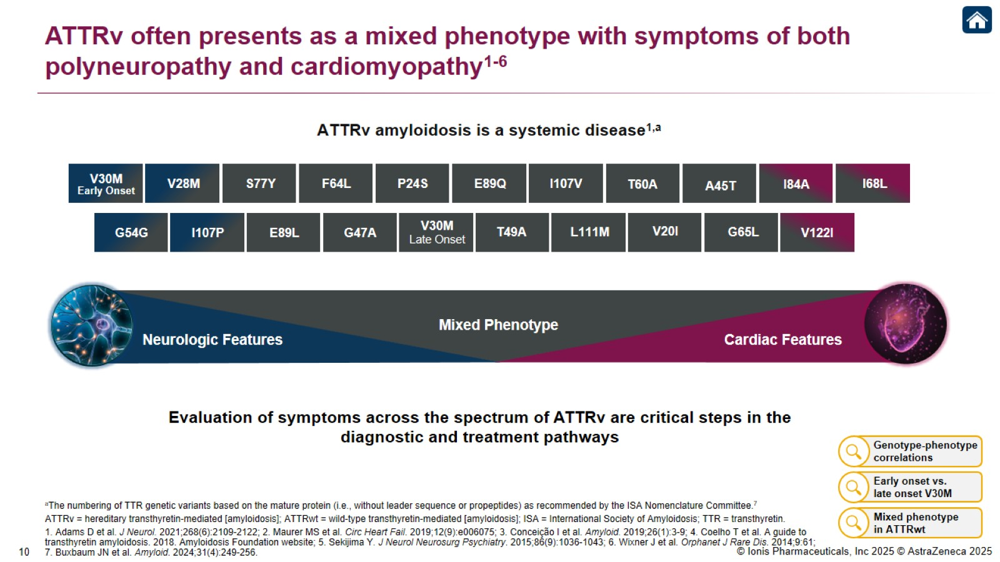 ATTRv often presents as a mixed phenotype with symptoms of both
polyneuropathy and cardiomyopathy1-6
ATTRv amyloidosis is a systemic disease1,a
V30M
Early Onset
V28M
S77Y
F64L
P24S
E89Q
I107V
T60A
A45T
I84A
I68L
G54G
I107P
E89L
G47A
V30M
Late Onset
T49A
L111M
V20I
G65L
V122I
Neurologic Features
Mixed Phenotype
Cardiac Features
Evaluation of symptoms across the spectrum of ATTRv are critical steps in the
diagnostic and treatment pathways
Genotype-phenotype
correlations
Early onset vs.
late onset V30M
Mixed phenotype
in ATTRwt
aThe numbering of TTR genetic variants based on the mature protein (i.e., without leader sequence or propeptides) as recommended by the ISA Nomenclature Committee.7
ATTRv = hereditary transthyretin-mediated [amyloidosis]; ATTRwt = wild-type transthyretin-mediated [amyloidosis]; ISA = International Society of Amyloidosis; TTR = transthyretin.
1. Adams D et al. J Neurol. 2021;268(6):2109-2122; 2. Maurer MS et al. Circ Heart Fail. 2019;12(9):e006075; 3. Conceição I et al. Amyloid. 2019;26(1):3-9; 4. Coelho T et al. A guide to
transthyretin amyloidosis. 2018. Amyloidosis Foundation website; 5. Sekijima Y. J Neurol Neurosurg Psychiatry. 2015;86(9):1036-1043; 6. Wixner J et al. Orphanet J Rare Dis. 2014;9:61;
7. Buxbaum JN et al. Amyloid. 2024;31(4):249-256.
10
© Ionis Pharmaceuticals, Inc 2025 © AstraZeneca 2025